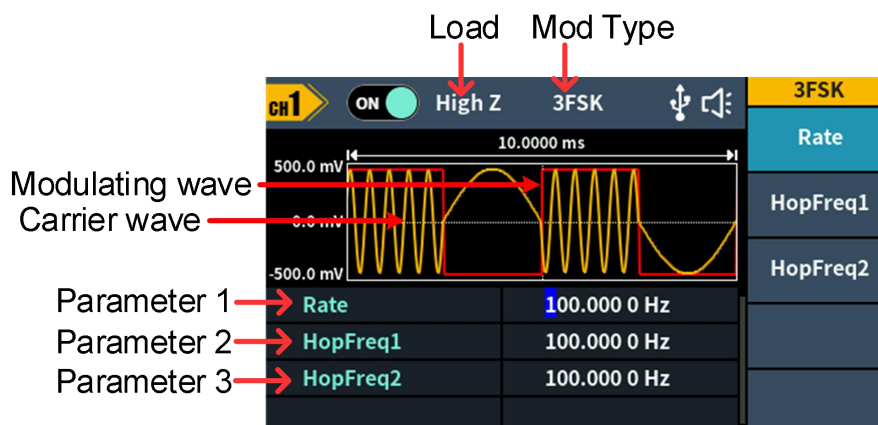 Load Mod Type
CH1 ON High Z 3FSK 3FSK
10.0000 ms
Rate
500.0 mV
Modulating wave
HopFreq1
Carrier wave
0.0 mV
HopFreq2
-500.0 mV
Parameter 1 Rate 100.000 0 Hz
Parameter 2 HopFreq1 100.000 0 Hz
Parameter 3 HopFreq2 100.000 0 Hz